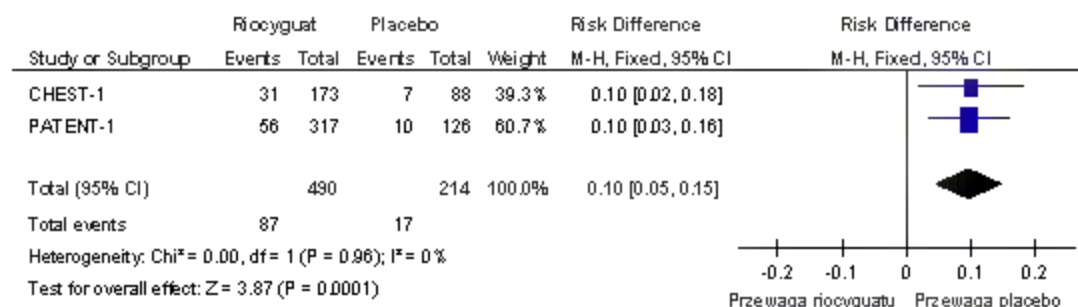 Riocyguat Placebo Risk Difference Risk Difference
Study or Subgroup Events Total Events Total Weight M-H, Fixed, 95% CI M-H, Fixed, 95% CI
CHEST-1 31 173 7 88 39.3% 0.10 [0.02, 0.18]
PATENT-1 56 317 10 126 60.7% 0.10 [0.03, 0.16]
Total (95% CI) 490 214 100.0% 0.10 [0.05, 0.15]
Total events 87 17
Heterogeneity: Chi² = 0.00, df = 1 (P = 0.96); I² = 0%
Test for overall effect: Z = 3.87 (P = 0.0001)
-0.2 -0.1 0 0.1 0.2
Przewaga riocyguatu Przewaga placebo